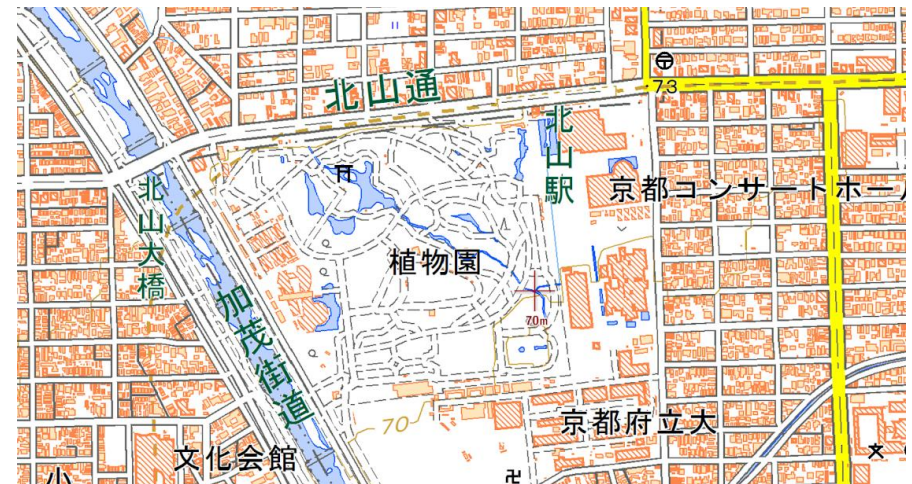 北山通
73
北山駅
京都コンサートホール
北山大橋
植物園
加茂街道
70m
70
京都府立大
文化会館
小